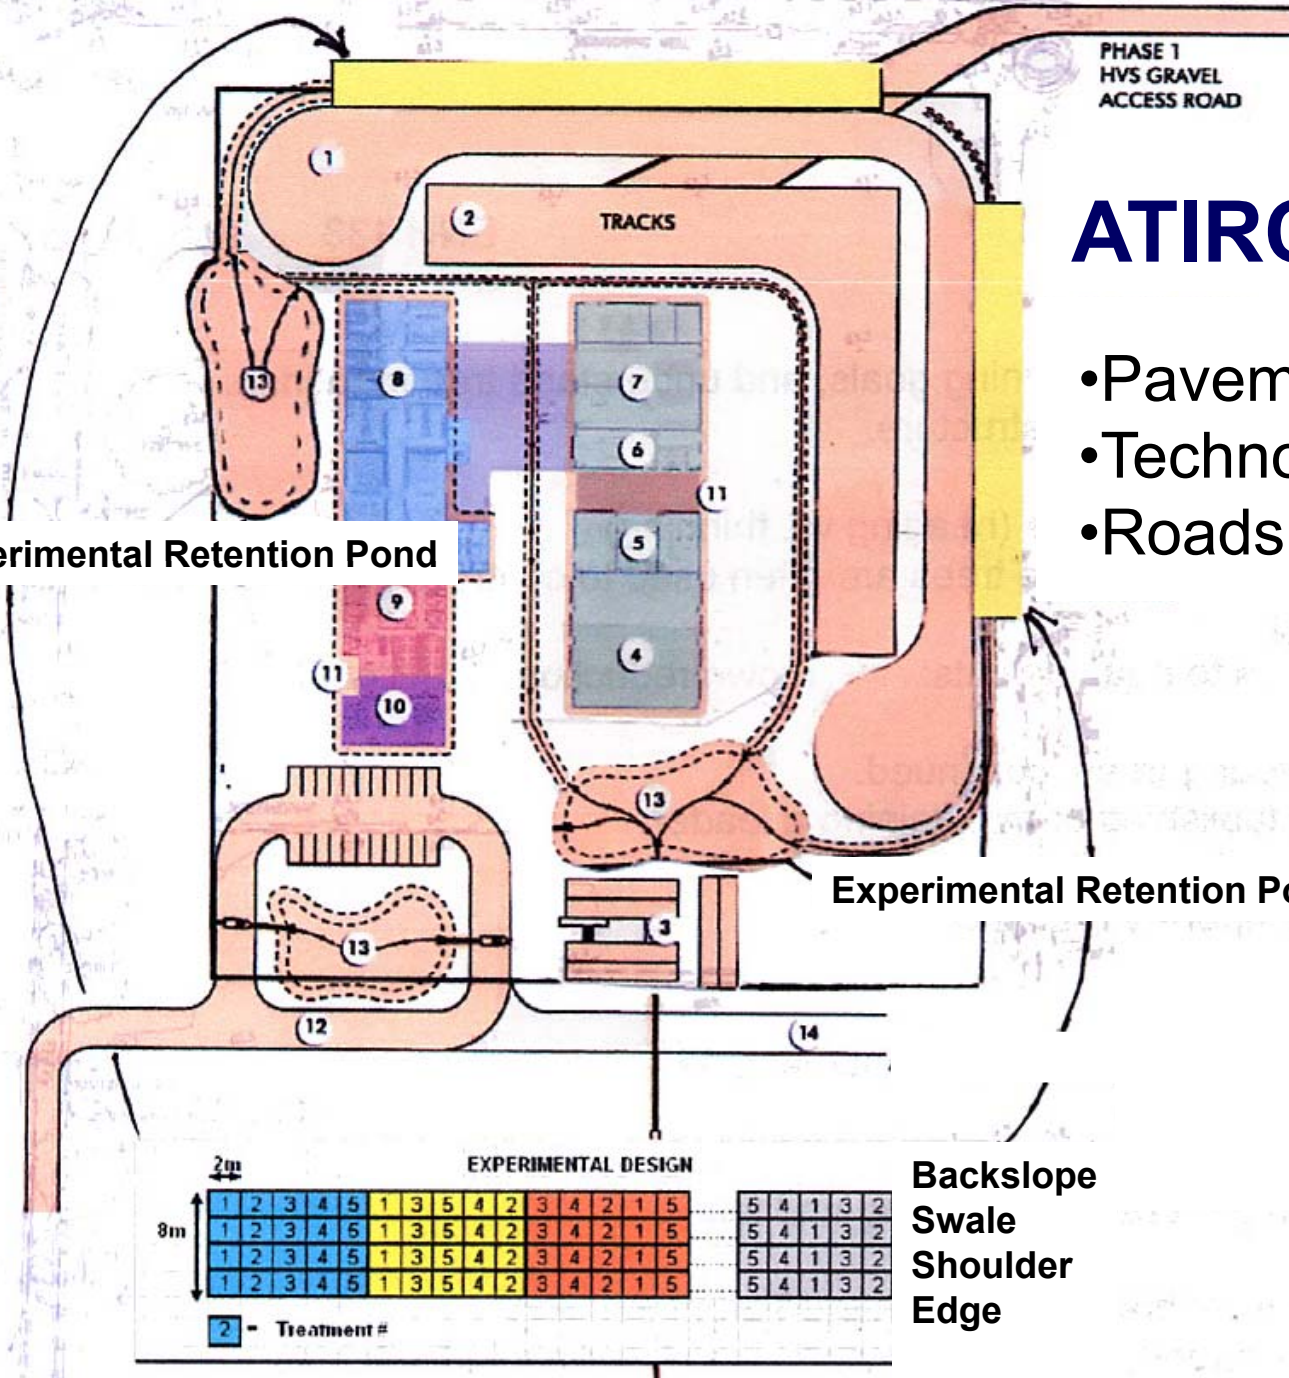 PHASE 1
HVS GRAVEL
ACCESS ROAD
ATIRC
•Pavem
•Techno
•Roads
1
2
TRACKS
13
8
7
6
11
5
9
4
11
10
erimental Retention Pond
13
Experimental Retention Po
3
13
12
14
2m
EXPERIMENTAL DESIGN
8m
1 2 3 4 5 1 3 5 4 2 3 4 2 1 5 ...... 5 4 1 3 2
1 2 3 4 5 1 3 5 4 2 3 4 2 1 5 ...... 5 4 1 3 2
1 2 3 4 5 1 3 5 4 2 3 4 2 1 5 ...... 5 4 1 3 2
1 2 3 4 5 1 3 5 4 2 3 4 2 1 5 ...... 5 4 1 3 2
Backslope
Swale
Shoulder
Edge
2 - Treatment #